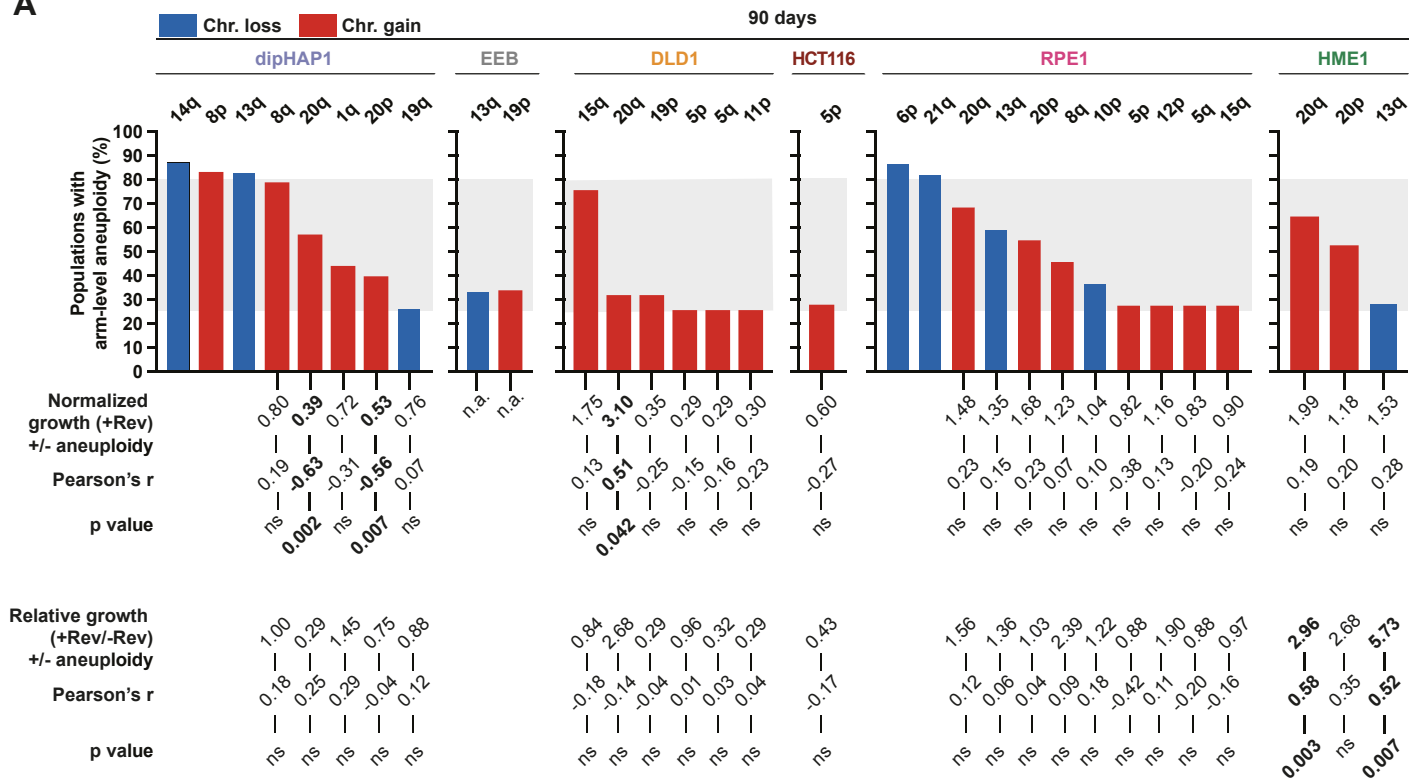 A
Chr. loss Chr. gain
90 days
dipHAP1 EEB DLD1 HCT116 RPE1 HME1
14q 8p 13q 8q 20q 1q 20p 19q 13q 19p 15q 20q 19p 5p 5q 11p 5p 6p 21q 20q 13q 20p 8q 10p 5p 12p 5q 15q 20q 20p 13q
Populations with
arm-level aneuploidy (%)
100
90
80
70
60
50
40
30
20
10
0
Normalized
growth (+Rev)
+/- aneuploidy
0.80 0.39 0.72 0.53 0.76 n.a. n.a. 1.75 3.10 0.35 0.29 0.29 0.30 0.60 1.48 1.35 1.68 1.23 1.04 0.82 1.16 0.83 0.90 1.99 1.18 1.53
Pearson's r
0.19 -0.63 -0.31 -0.56 0.07 0.13 0.51 -0.25 -0.15 -0.16 -0.23 -0.27 0.23 0.15 0.23 0.07 0.10 -0.38 0.13 -0.20 -0.24 0.19 0.20 0.28
p value
ns 0.002 ns 0.007 ns ns 0.042 ns ns ns ns ns ns ns ns ns ns ns ns ns ns ns ns ns
Relative growth
(+Rev/-Rev)
+/- aneuploidy
1.00 0.29 1.45 0.75 0.88 0.84 2.68 0.29 0.96 0.32 0.29 0.43 1.56 1.36 1.03 2.39 1.22 0.88 1.90 0.88 0.97 2.96 2.68 5.73
Pearson's r
0.18 0.25 0.29 -0.04 0.12 -0.18 -0.14 -0.04 0.01 0.03 0.04 -0.17 0.12 0.06 0.04 0.09 0.18 -0.42 0.11 -0.20 -0.16 0.58 0.35 0.52
p value
ns ns ns ns ns ns ns ns ns ns ns ns ns ns ns ns ns ns ns ns ns 0.003 ns 0.007